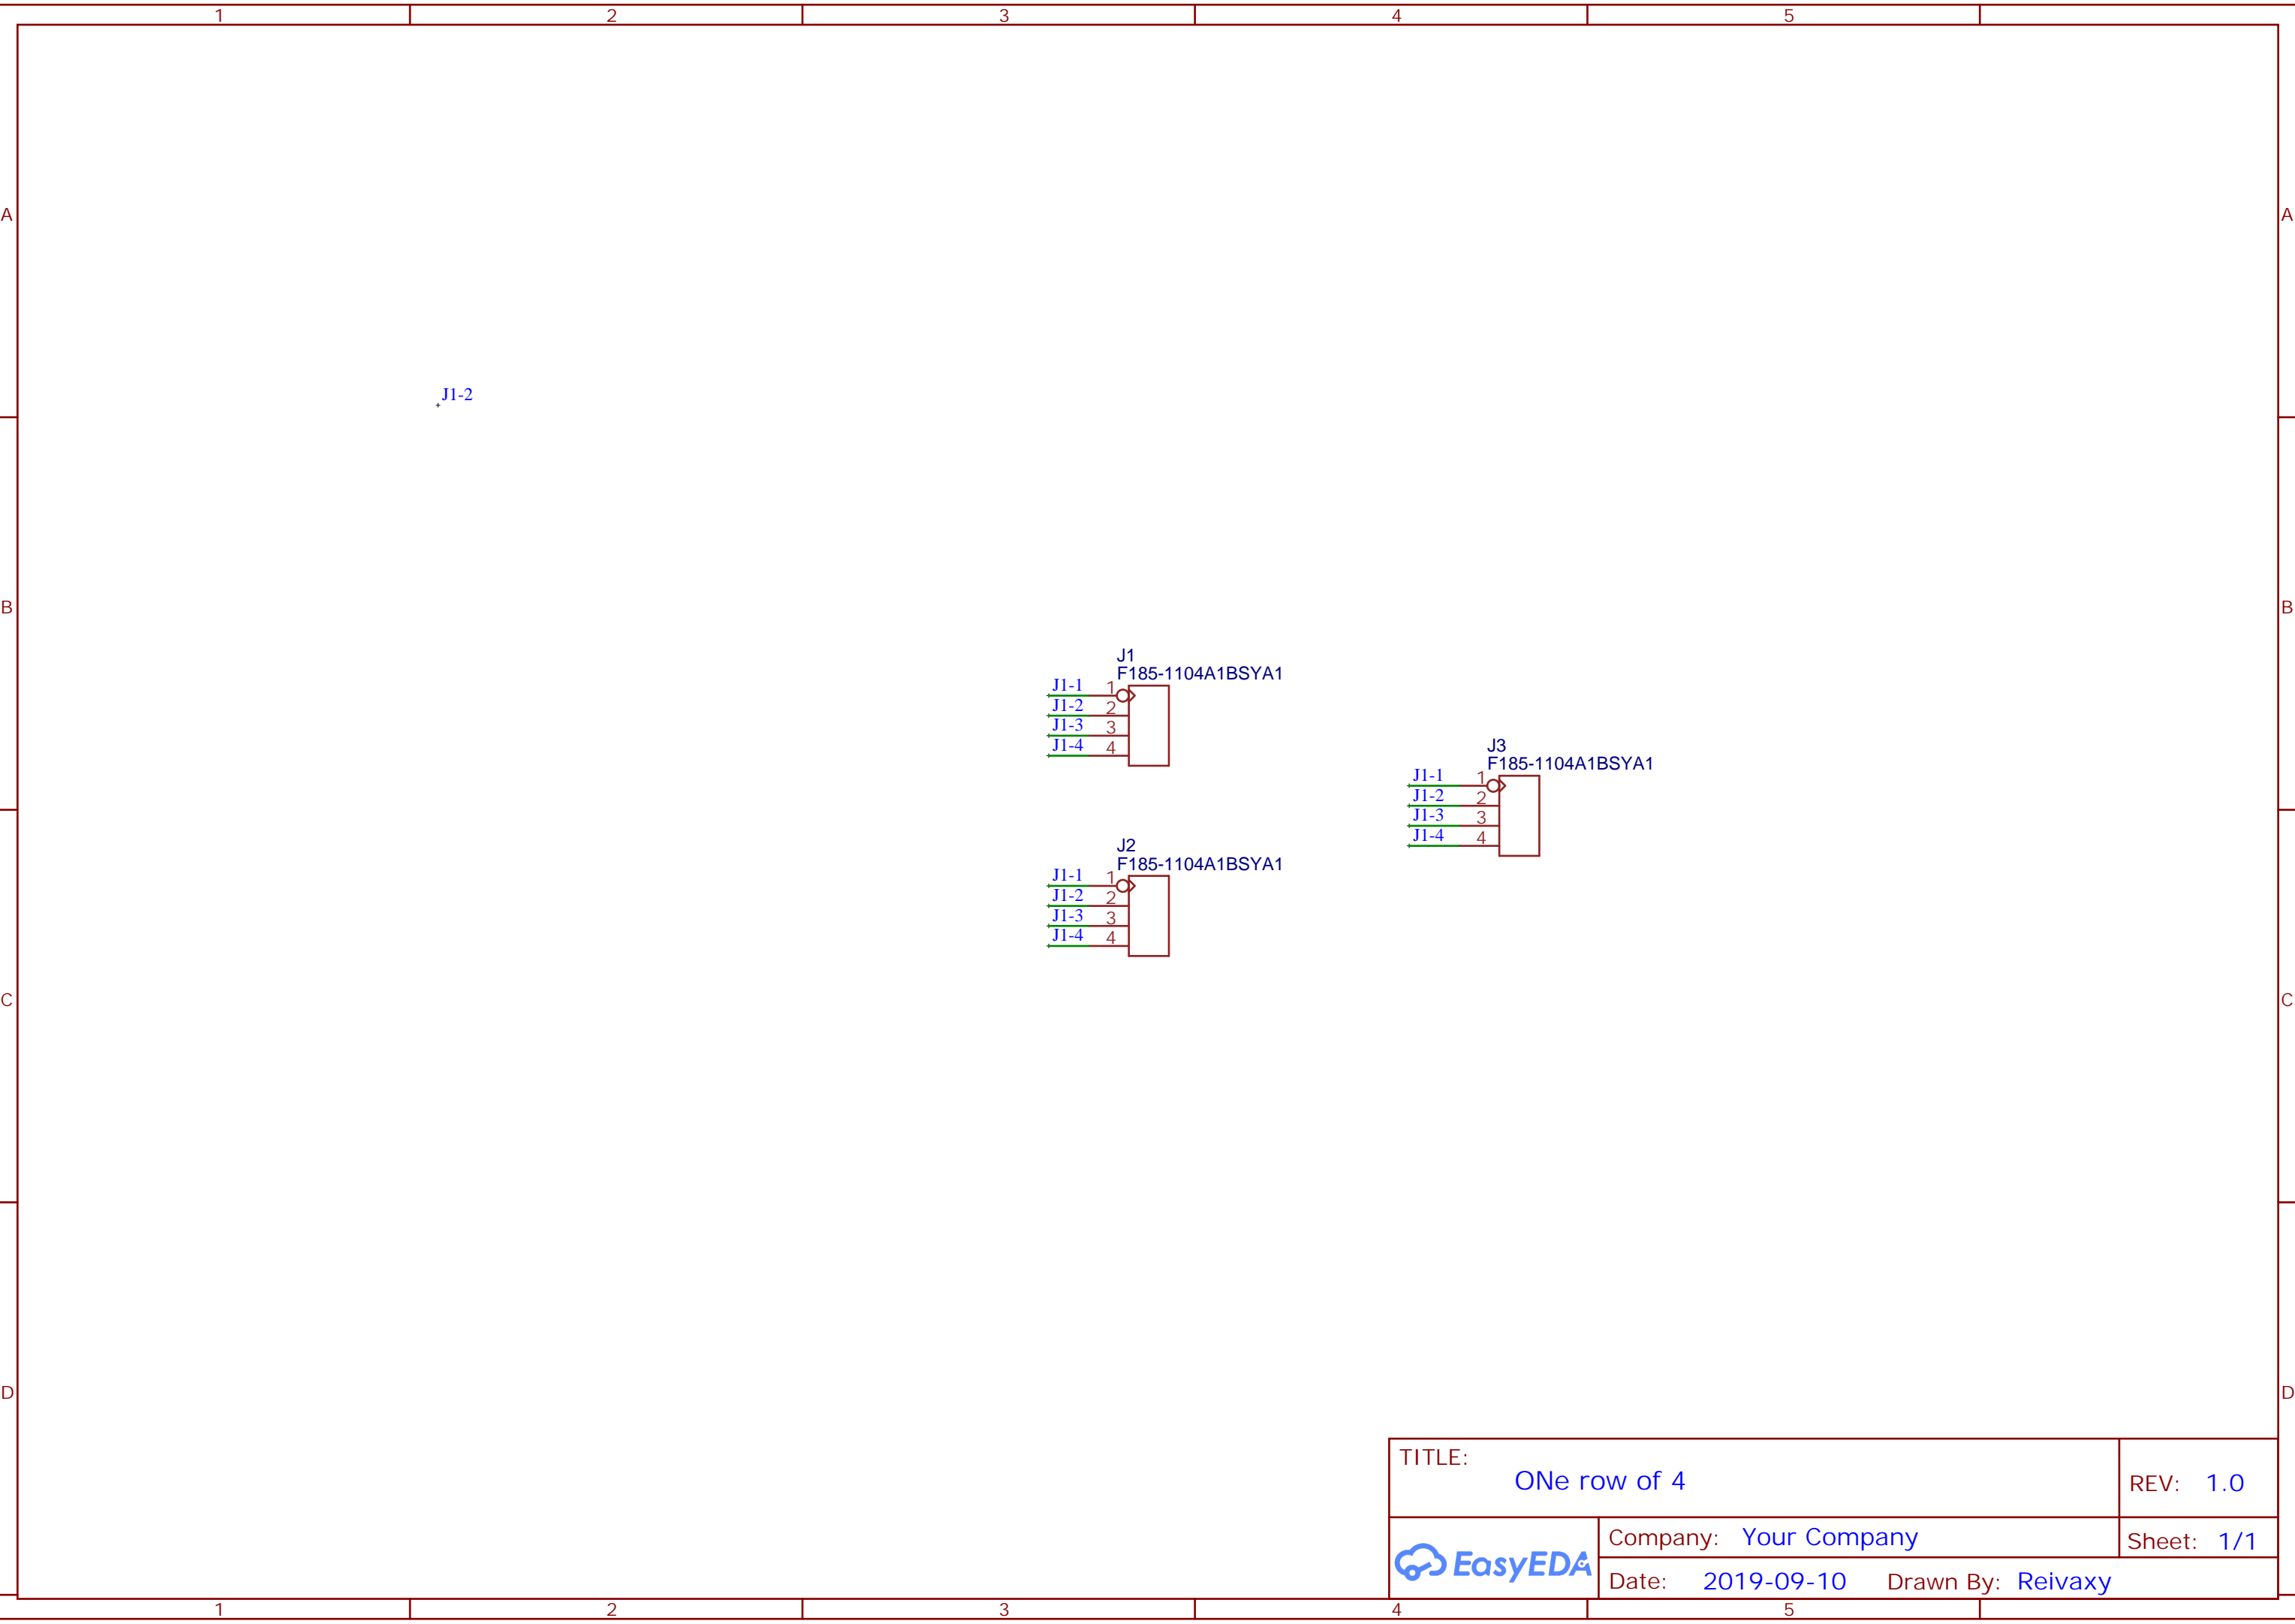 1 2 3 4 5
A A
J1-2
B B
J1
F185-1104A1BSYA1
J1-1 1
J1-2 2
J1-3 3
J1-4 4
J3
F185-1104A1BSYA1
J1-1 1
J1-2 2
J1-3 3
J1-4 4
J2
F185-1104A1BSYA1
J1-1 1
J1-2 2
J1-3 3
J1-4 4
C C
D D
TITLE:
ONe row of 4
REV: 1.0
EasyEDA
Company: Your Company
Sheet: 1/1
Date: 2019-09-10 Drawn By: Reivaxy
1 2 3 4 5